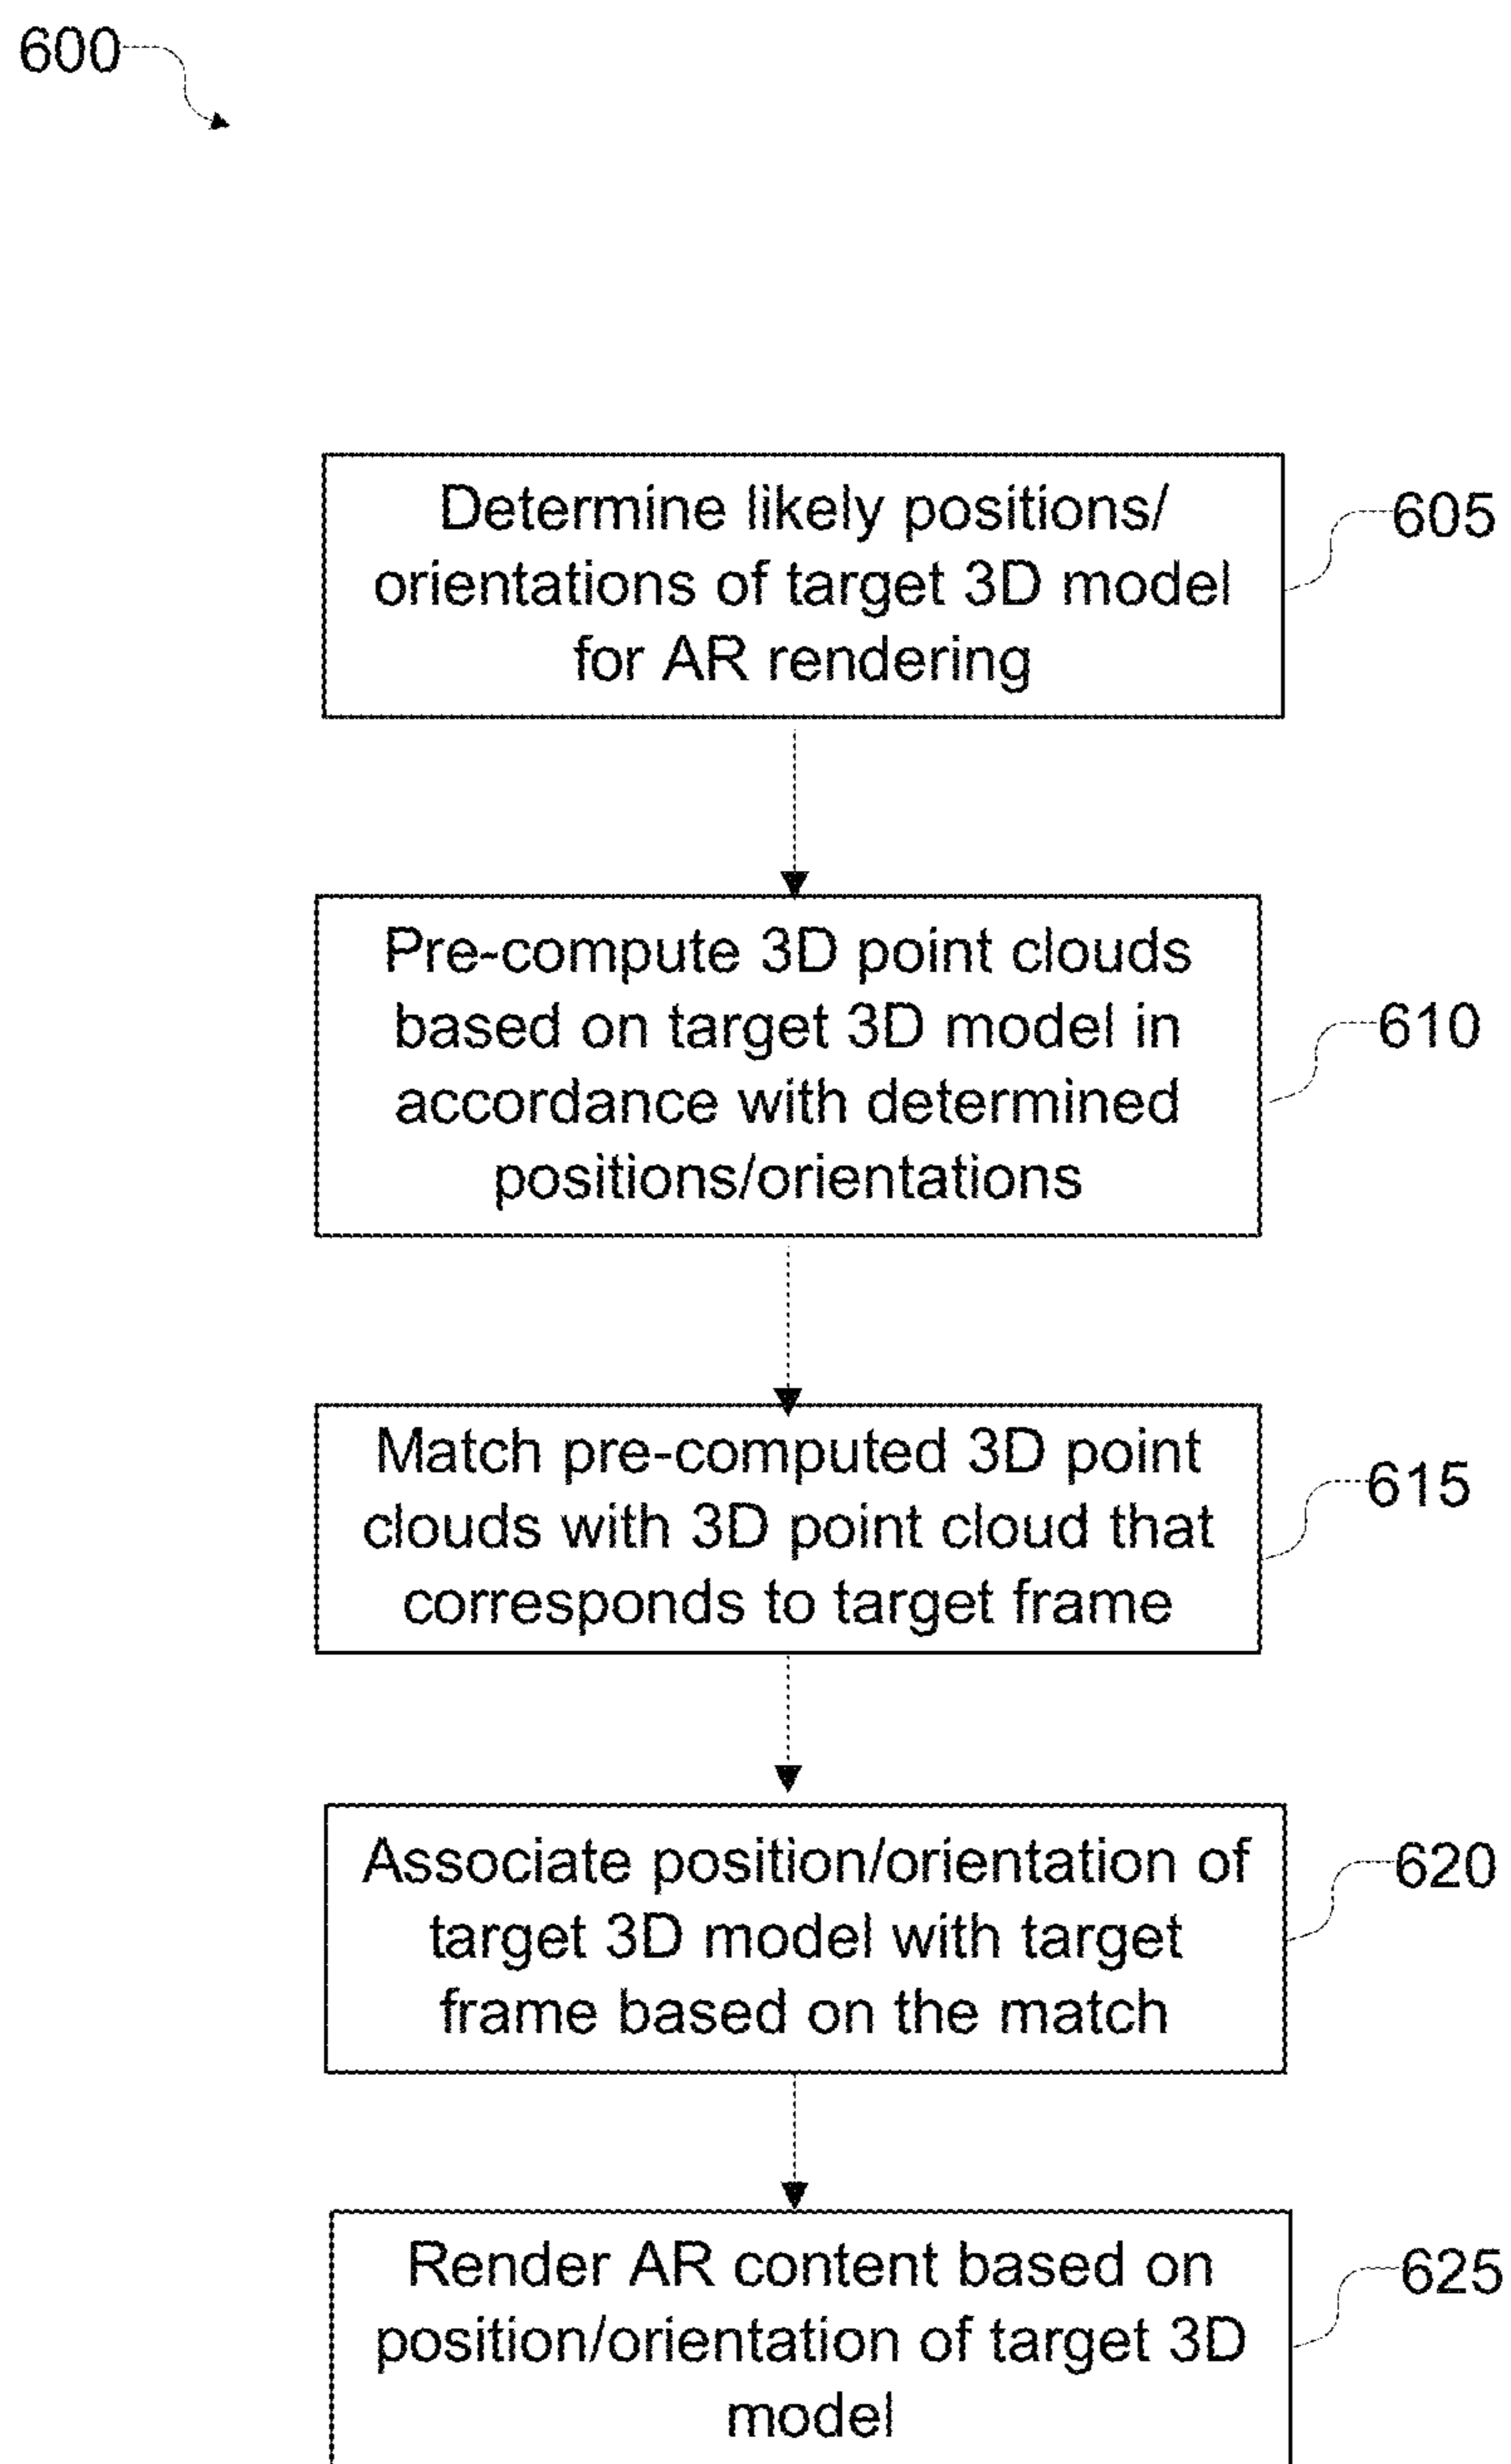 600
Determine likely positions/
orientations of target 3D model
for AR rendering
605
Pre-compute 3D point clouds
based on target 3D model in
accordance with determined
positions/orientations
610
Match pre-computed 3D point
clouds with 3D point cloud that
corresponds to target frame
615
Associate position/orientation of
target 3D model with target
frame based on the match
620
Render AR content based on
position/orientation of target 3D
model
625